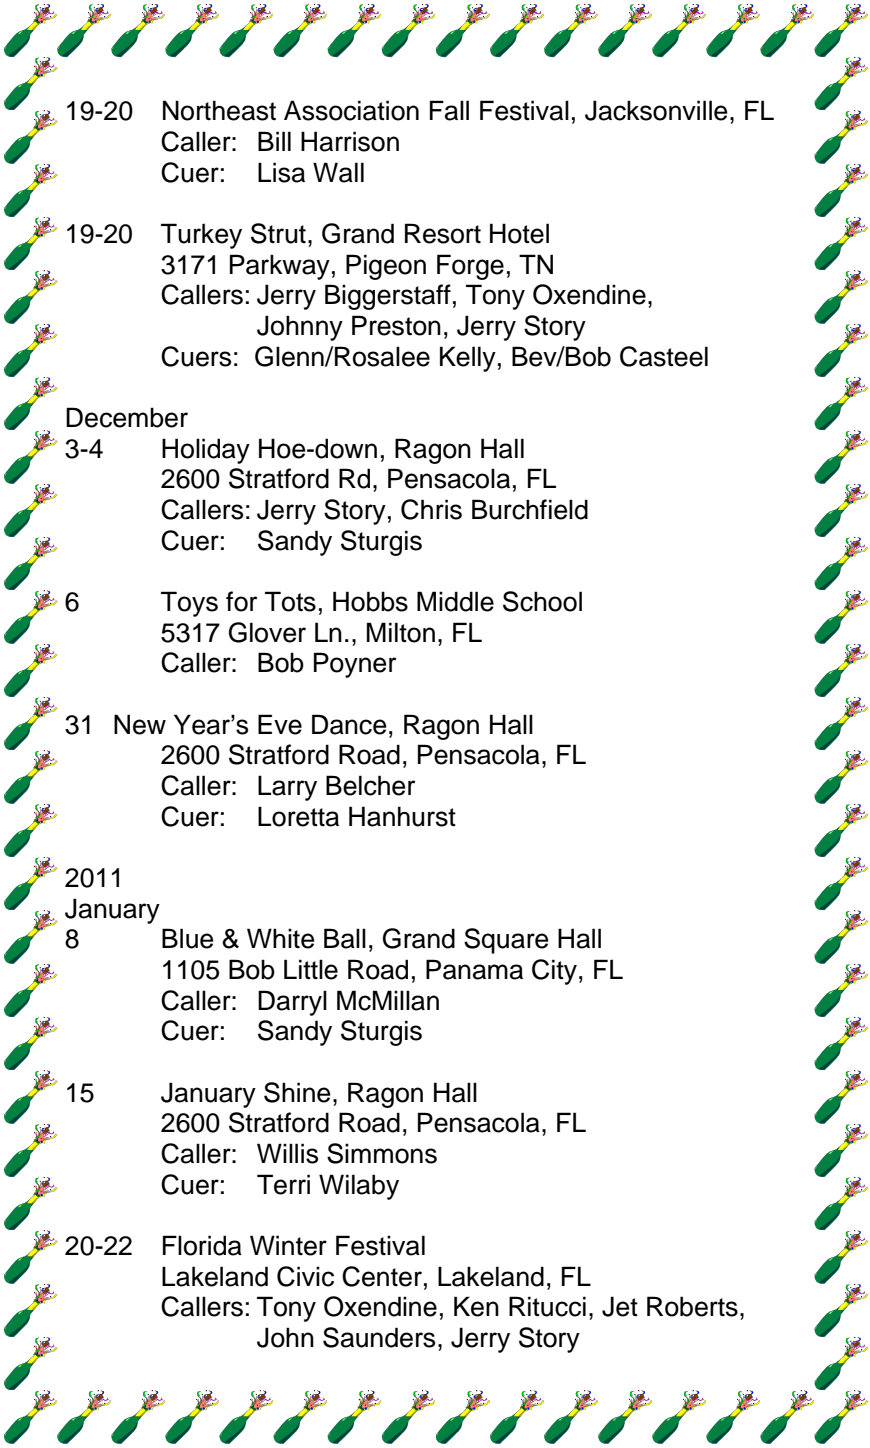 19-20 Northeast Association Fall Festival, Jacksonville, FL
Caller: Bill Harrison
Cuer: Lisa Wall
19-20 Turkey Strut, Grand Resort Hotel
3171 Parkway, Pigeon Forge, TN
Callers: Jerry Biggerstaff, Tony Oxendine,
Johnny Preston, Jerry Story
Cuers: Glenn/Rosalee Kelly, Bev/Bob Casteel
December
3-4 Holiday Hoe-down, Ragon Hall
2600 Stratford Rd, Pensacola, FL
Callers: Jerry Story, Chris Burchfield
Cuer: Sandy Sturgis
6 Toys for Tots, Hobbs Middle School
5317 Glover Ln., Milton, FL
Caller: Bob Poyner
31 New Year’s Eve Dance, Ragon Hall
2600 Stratford Road, Pensacola, FL
Caller: Larry Belcher
Cuer: Loretta Hanhurst
2011
January
8 Blue & White Ball, Grand Square Hall
1105 Bob Little Road, Panama City, FL
Caller: Darryl McMillan
Cuer: Sandy Sturgis
15 January Shine, Ragon Hall
2600 Stratford Road, Pensacola, FL
Caller: Willis Simmons
Cuer: Terri Wilaby
20-22 Florida Winter Festival
Lakeland Civic Center, Lakeland, FL
Callers: Tony Oxendine, Ken Ritucci, Jet Roberts,
John Saunders, Jerry Story